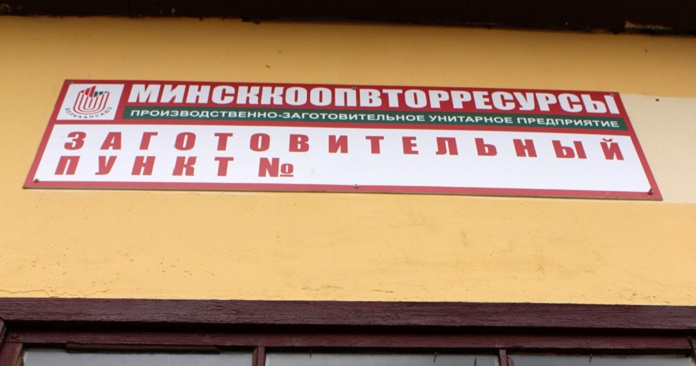 МИНСККООПВТОРРЕСУРСЫ
ПРОИЗВОДСТВЕННО-ЗАГОТОВИТЕЛЬНОЕ УНИТАРНОЕ ПРЕДПРИЯТИЕ
ЗАГОТОВИТЕЛЬНЫЙ
ПУНКТ №